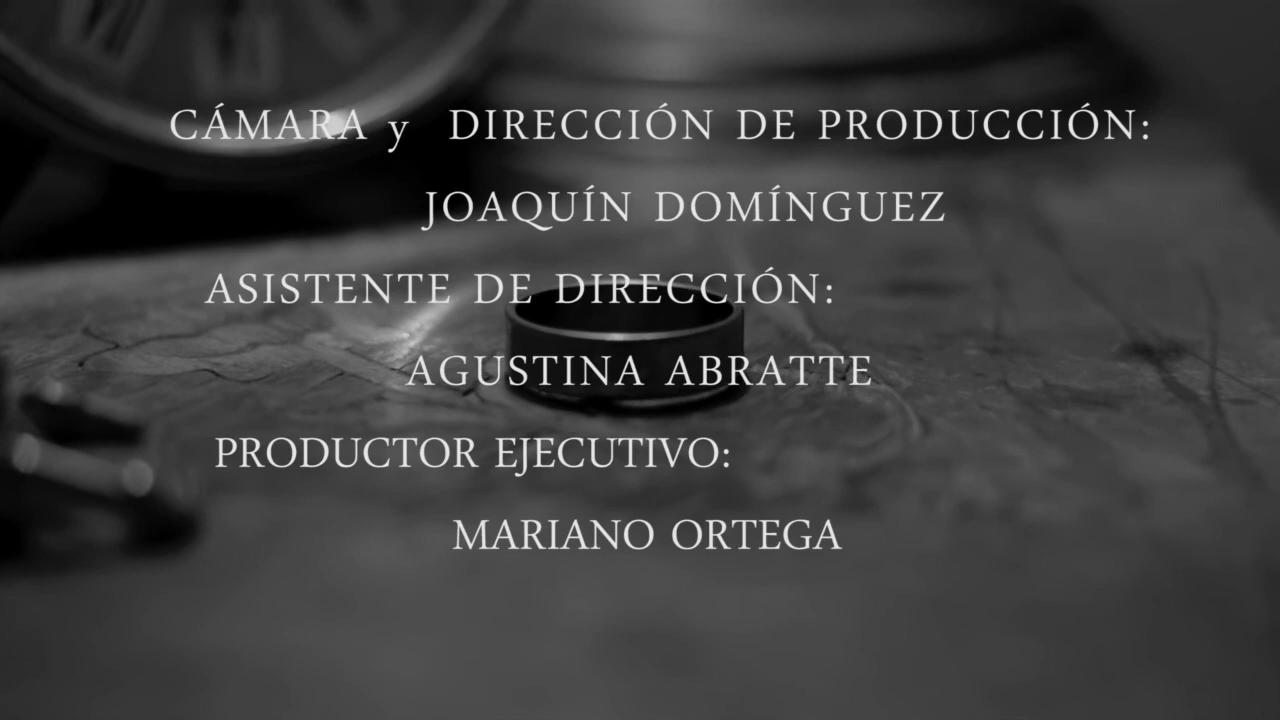 CÁMARA y DIRECCIÓN DE PRODUCCIÓN:
JOAQUÍN DOMÍNGUEZ
ASISTENTE DE DIRECCIÓN:
AGUSTINA ABRATTE
PRODUCTOR EJECUTIVO:
MARIANO ORTEGA